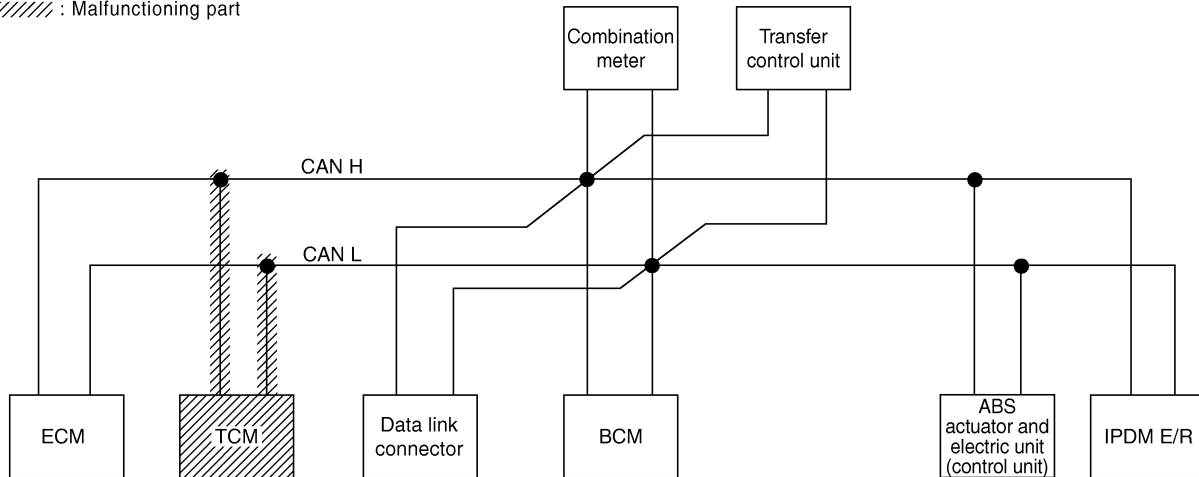 : Malfunctioning part
Combination
meter
Transfer
control unit
CAN H
CAN L
ECM
TCM
Data link
connector
BCM
ABS
actuator and
electric unit
(control unit)
IPDM E/R